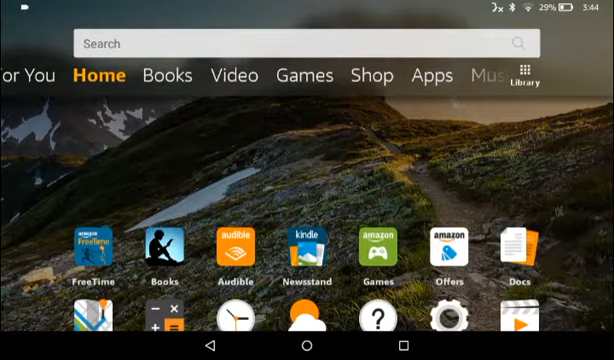 29% 3:44
Search
or You Home Books Video Games Shop Apps Mus
Library
amazon FreeTime
audible
kindle
amazon
amazon
FreeTime Books Audible Newsstand Games Offers Docs